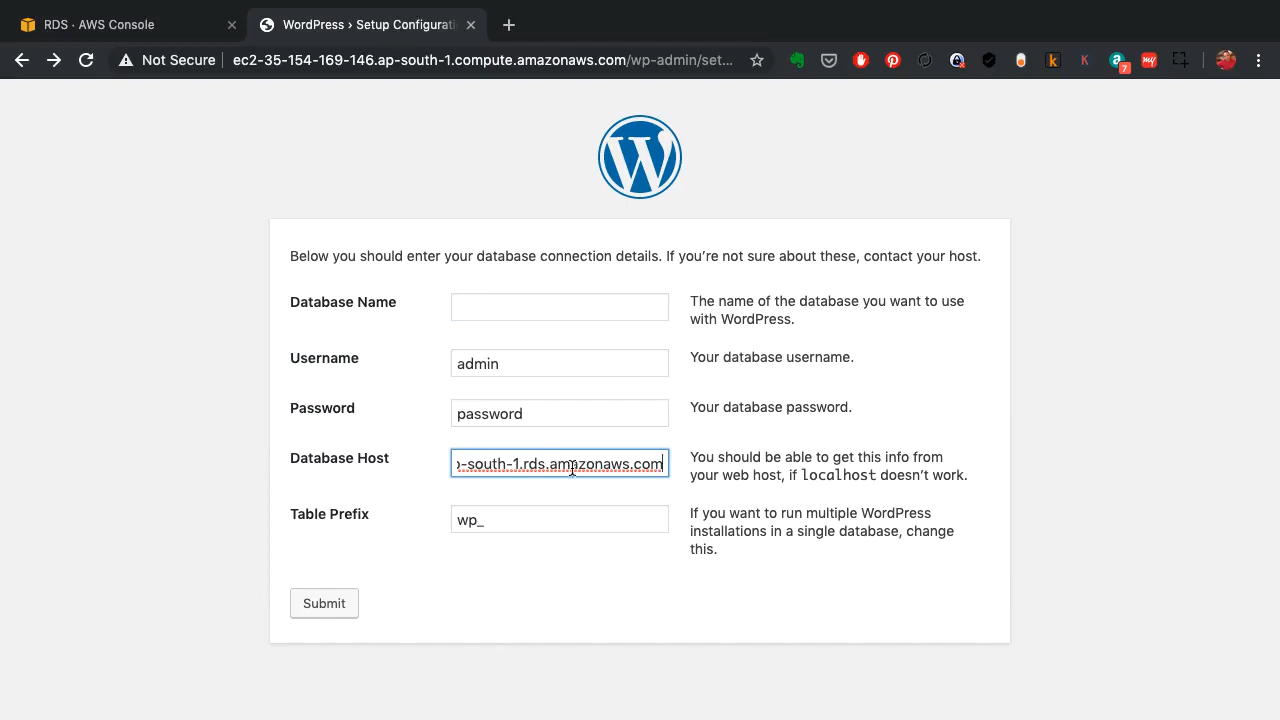 RDS · AWS Console
WordPress › Setup Configurati
Not Secure
ec2-35-154-169-146.ap-south-1.compute.amazonaws.com/wp-admin/set...
k
K
a
7
my
W
Below you should enter your database connection details. If you’re not sure about these, contact your host.
Database Name
The name of the database you want to use
with WordPress.
Username
admin
Your database username.
Password
password
Your database password.
Database Host
-south-1.rds.amazonaws.com
You should be able to get this info from
your web host, if localhost doesn’t work.
Table Prefix
wp_
If you want to run multiple WordPress
installations in a single database, change
this.
Submit